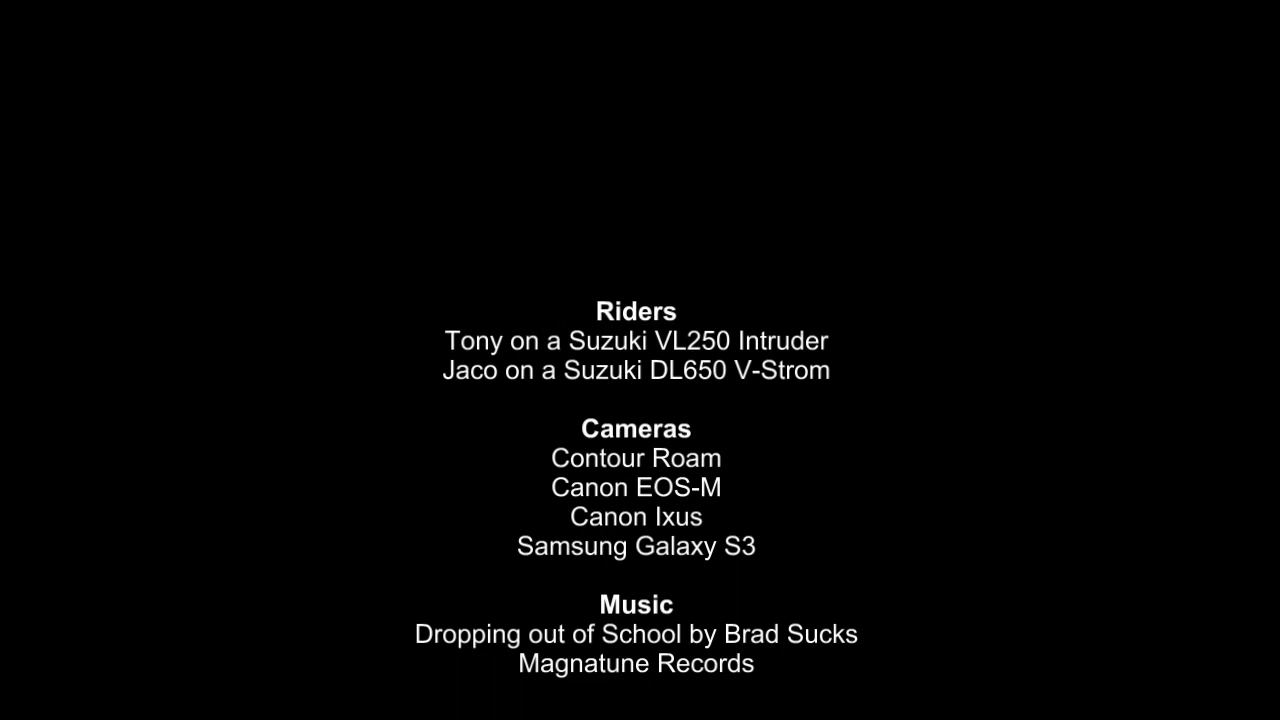 Riders
Tony on a Suzuki VL250 Intruder
Jaco on a Suzuki DL650 V-Strom
Cameras
Contour Roam
Canon EOS-M
Canon Ixus
Samsung Galaxy S3
Music
Dropping out of School by Brad Sucks
Magnatune Records